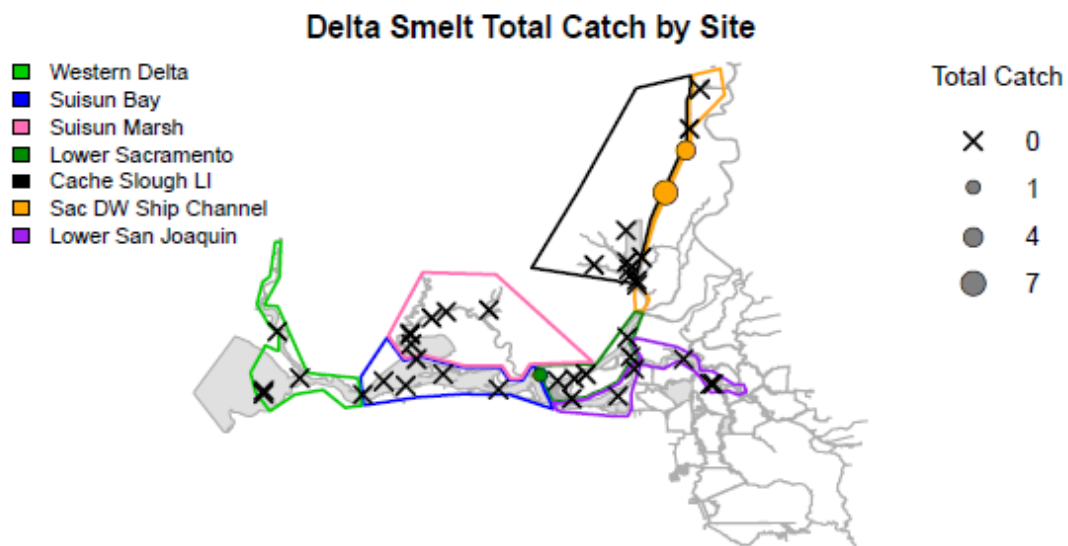 Delta Smelt Total Catch by Site
Western Delta
Suisun Bay
Suisun Marsh
Lower Sacramento
Cache Slough LI
Sac DW Ship Channel
Lower San Joaquin
Total Catch
0
1
4
7